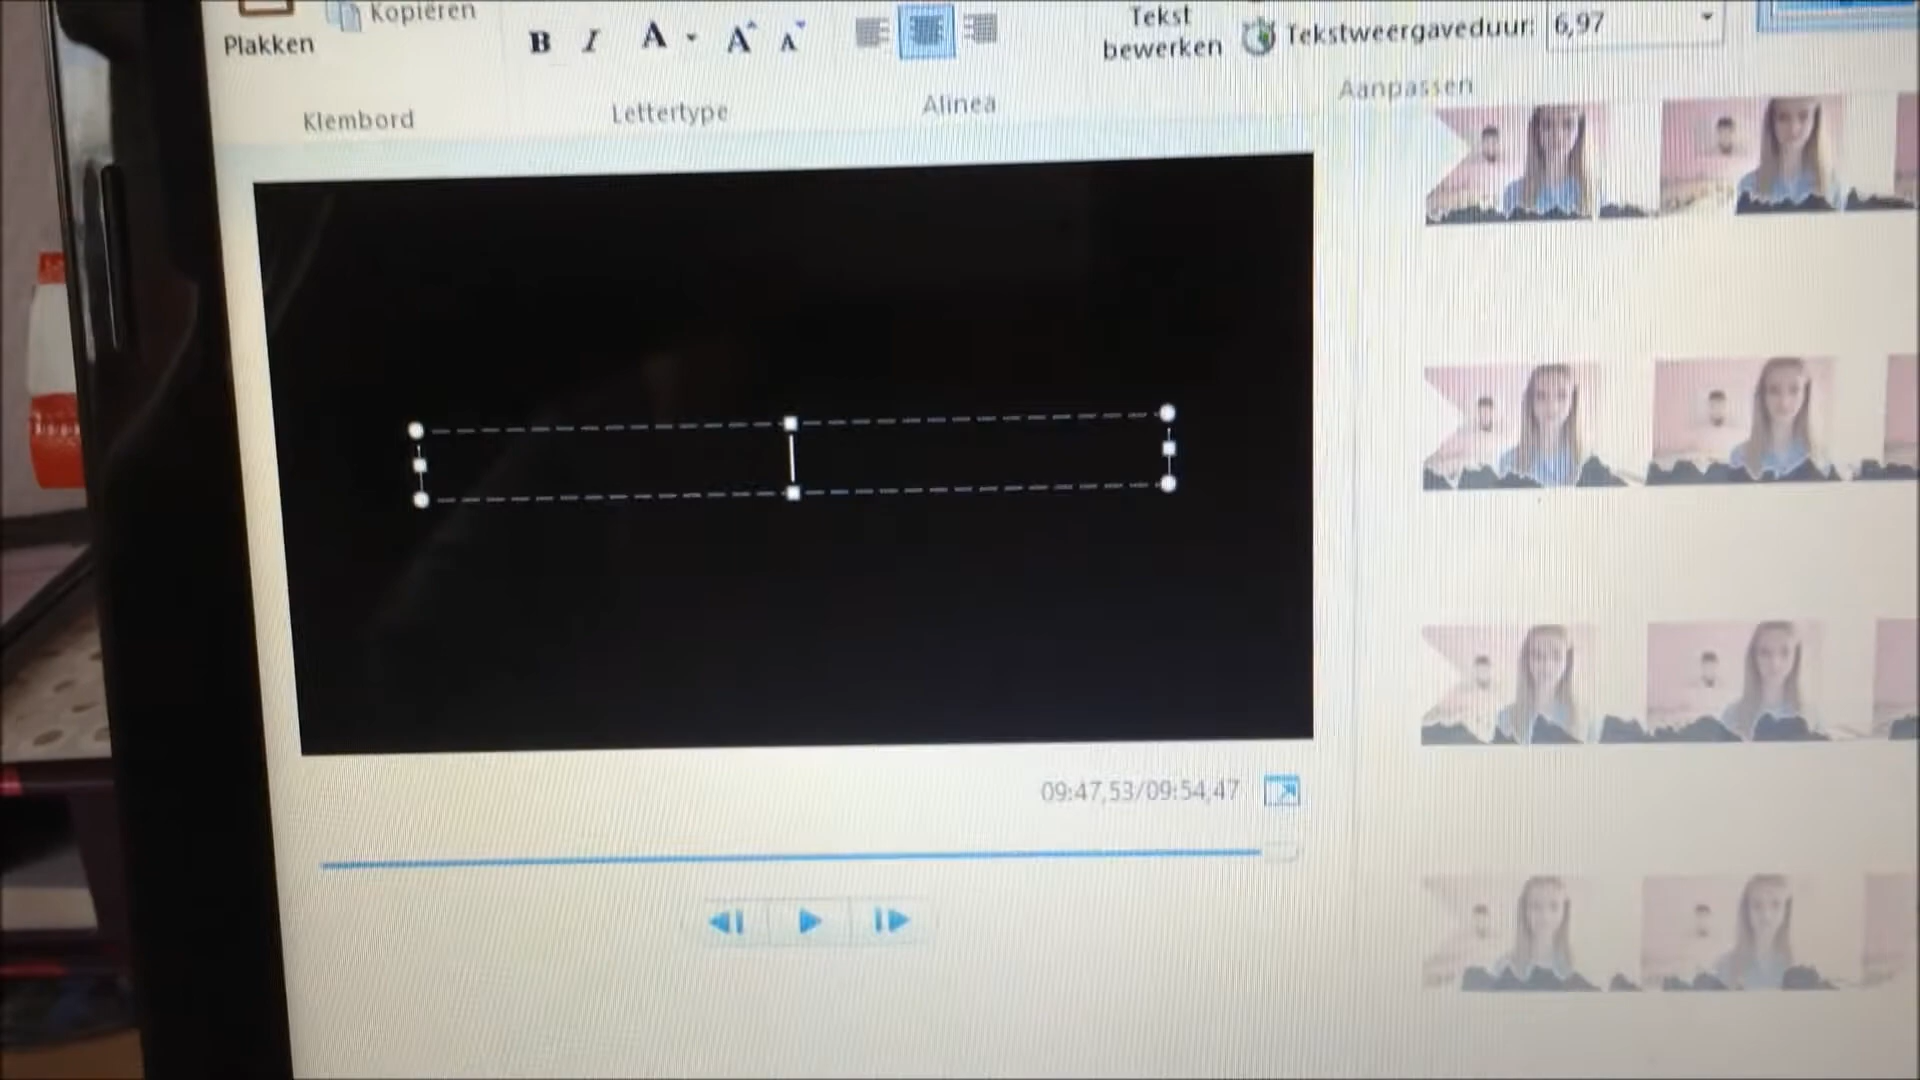 Kopiëren
Plakken
Klembord
B I A A A
Lettertype
Alinea
Tekst
bewerken
Tekstweergaveduur: 6,97
Aanpassen
09:47,53/09:54,47